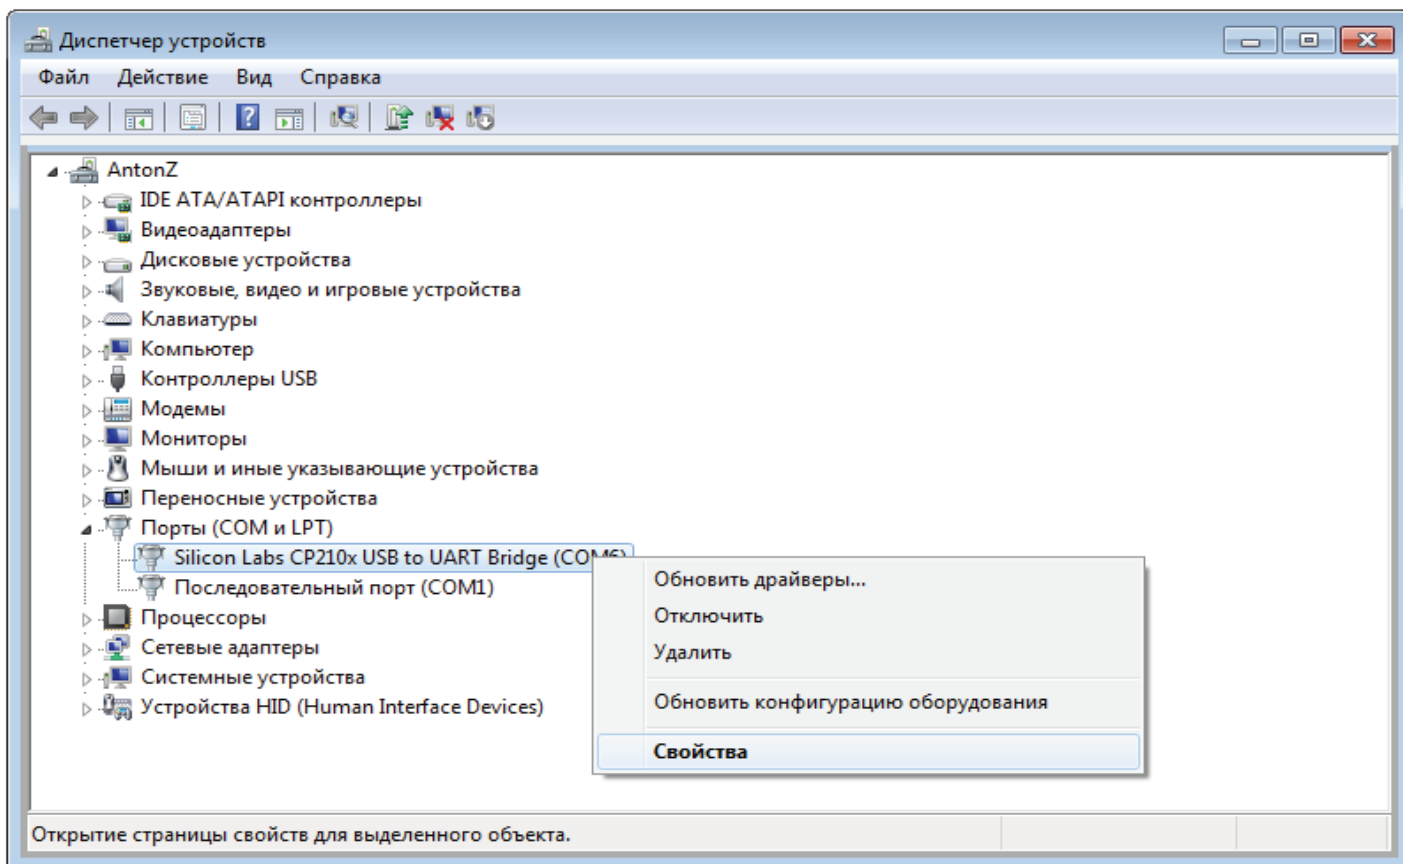 Диспетчер устройств
Файл Действие Вид Справка
AntonZ
IDE ATA/ATAPI контроллеры
Видеоадаптеры
Дисковые устройства
Звуковые, видео и игровые устройства
Клавиатуры
Компьютер
Контроллеры USB
Модемы
Мониторы
Мыши и иные указывающие устройства
Переносные устройства
Порты (COM и LPT)
Silicon Labs CP210x USB to UART Bridge (COM6)
Последовательный порт (COM1)
Процессоры
Сетевые адаптеры
Системные устройства
Устройства HID (Human Interface Devices)
Обновить драйверы...
Отключить
Удалить
Обновить конфигурацию оборудования
Свойства
Открытие страницы свойств для выделенного объекта.